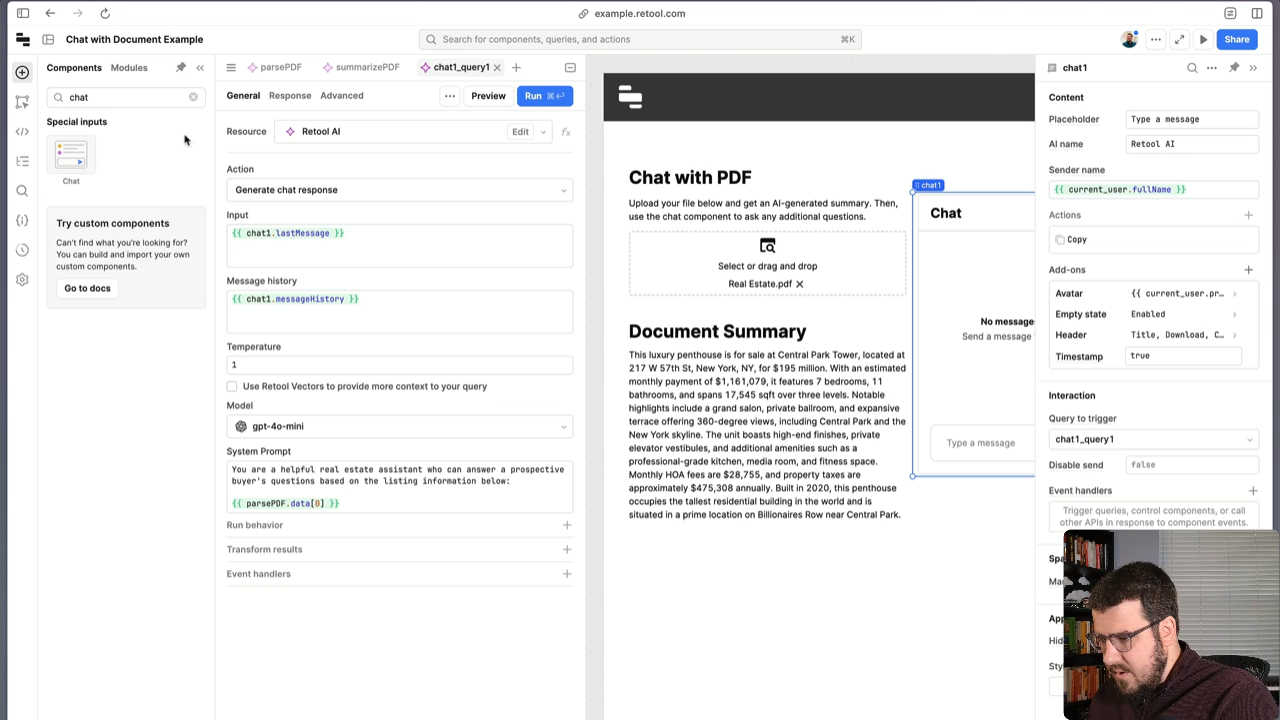 example.retool.com
Chat with Document Example
Search for components, queries, and actions
⌘K
Share
Components
Modules
chat
Special inputs
Chat
Try custom components
Can't find what you're looking for?
You can build and import your own
custom components.
Go to docs
parsePDF
summarizePDF
chat1_query1
General
Response
Advanced
Preview
Run ⌘↩
Resource
Retool AI
Edit
fx
Action
Generate chat response
Input
{{ chat1.lastMessage }}
Message history
{{ chat1.messageHistory }}
Temperature
1
Use Retool Vectors to provide more context to your query
Model
gpt-4o-mini
System Prompt
You are a helpful real estate assistant who can answer a prospective
buyer's questions based on the listing information below:
{{ parsePDF.data[0] }}
Run behavior
Transform results
Event handlers
Chat with PDF
Upload your file below and get an AI-generated summary. Then,
use the chat component to ask any additional questions.
Select or drag and drop
Real Estate.pdf
Document Summary
This luxury penthouse is for sale at Central Park Tower, located at
217 W 57th St, New York, NY, for $195 million. With an estimated
monthly payment of $1,161,079, it features 7 bedrooms, 11
bathrooms, and spans 17,545 sqft over three levels. Notable
highlights include a grand salon, private ballroom, and expansive
terrace offering 360-degree views, including Central Park and the
New York skyline. The unit boasts high-end finishes, private
elevator vestibules, and additional amenities such as a
professional-grade kitchen, media room, and fitness space.
Monthly HOA fees are $28,755, and property taxes are
approximately $475,308 annually. Built in 2020, this penthouse
occupies the tallest residential building in the world and is
situated in a prime location on Billionaires Row near Central Park.
chat1
Chat
No message
Send a message
Type a message
chat1
Content
Placeholder
Type a message
AI name
Retool AI
Sender name
{{ current_user.fullName }}
Actions
Copy
Add-ons
Avatar
{{ current_user.pr…
Empty state
Enabled
Header
Title, Download, C…
Timestamp
true
Interaction
Query to trigger
chat1_query1
Disable send
false
Event handlers
Trigger queries, control components, or call
other APIs in response to component events.